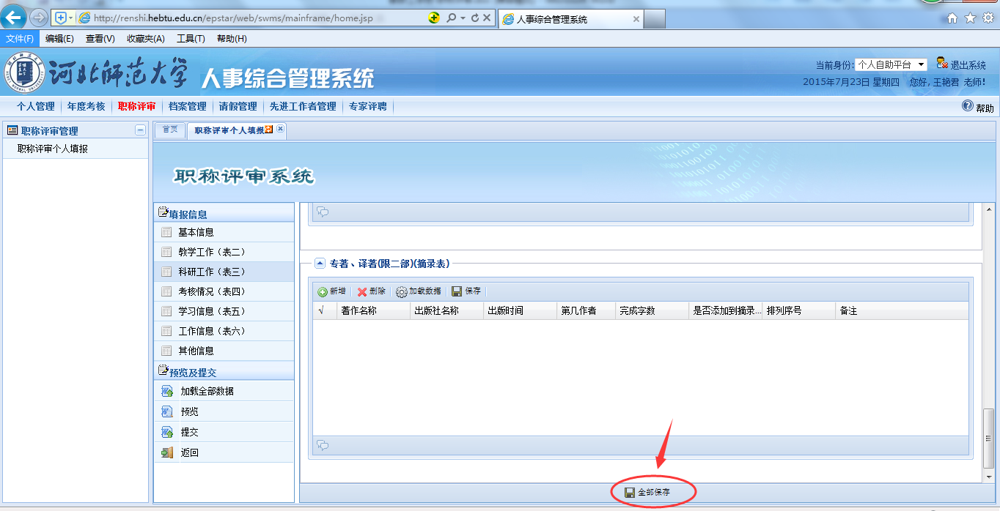 http://renshi.hebtu.edu.cn/epstar/web/swms/mainframe/home.jsp
人事综合管理系统
文件(F) 编辑(E) 查看(V) 收藏夹(A) 工具(T) 帮助(H)
河北师范大学 人事综合管理系统
当前身份: 个人自助平台 退出系统
2015年7月23日 星期四 您好, 王艳君 老师!
个人管理 年度考核 职称评审 档案管理 请假管理 先进工作者管理 专家评聘 帮助
职称评审管理
职称评审个人填报
首页 职称评审个人填报
职称评审系统
填报信息
基本信息
教学工作（表二）
科研工作（表三）
考核情况（表四）
学习信息（表五）
工作信息（表六）
其他信息
预览及提交
加载全部数据
预览
提交
返回
专著、译著(限二部)(摘录表)
新增 删除 加载数据 保存
√ 著作名称 出版社名称 出版时间 第几作者 完成字数 是否添加到摘录... 排列序号 备注
全部保存